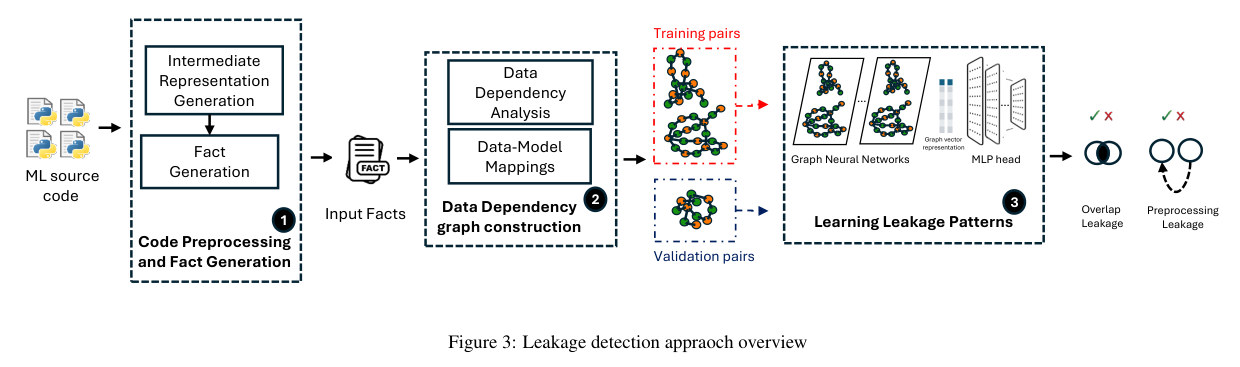 ML source
code
Intermediate
Representation
Generation
Fact
Generation
1
Code Preprocessing
and Fact Generation
FACT
Input Facts
Data
Dependency
Analysis
Data-Model
Mappings
2
Data Dependency
graph construction
Training pairs
Validation pairs
...
Graph Neural Networks
Graph vector
representation
MLP head
3
Learning Leakage Patterns
✓ x
Overlap
Leakage
✓ x
Preprocessing
Leakage
Figure 3: Leakage detection appraoch overview